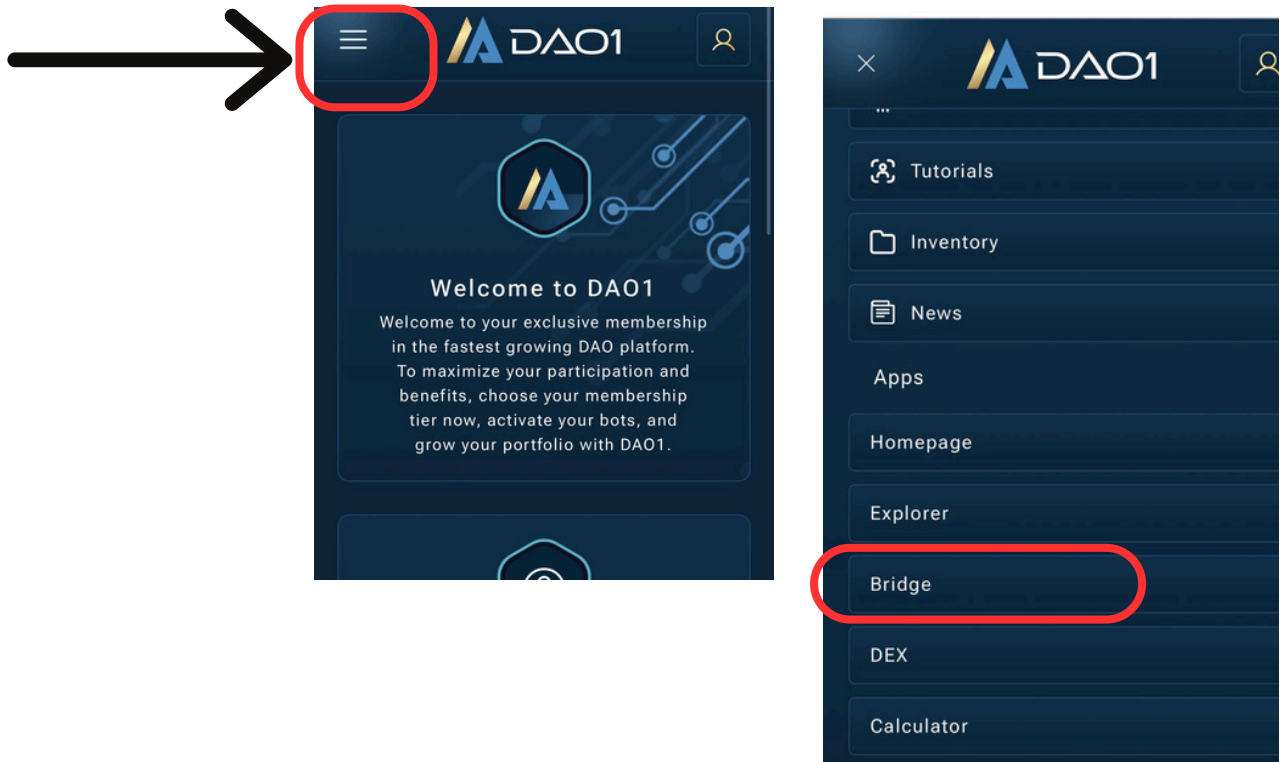 DAO1
Welcome to DAO1
Welcome to your exclusive membership
in the fastest growing DAO platform.
To maximize your participation and
benefits, choose your membership
tier now, activate your bots, and
grow your portfolio with DAO1.
DAO1
Tutorials
Inventory
News
Apps
Homepage
Explorer
Bridge
DEX
Calculator